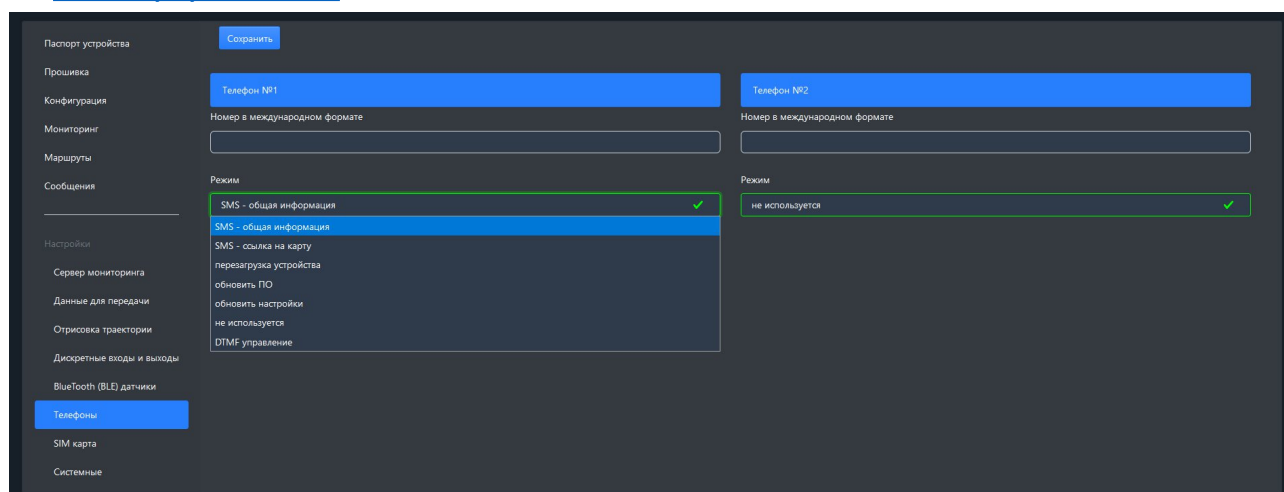 Паспорт устройства
Прошивка
Конфигурация
Мониторинг
Маршруты
Сообщения
Настройки
Сервер мониторинга
Данные для передачи
Отрисовка траектории
Дискретные входы и выходы
BlueTooth (BLE) датчики
Телефоны
SIM карта
Системные
Сохранить
Телефон №1
Номер в международном формате
Режим
SMS - общая информация
SMS - общая информация
SMS - ссылка на карту
перезагрузка устройства
обновить ПО
обновить настройки
не используется
DTMF управление
Телефон №2
Номер в международном формате
Режим
не используется